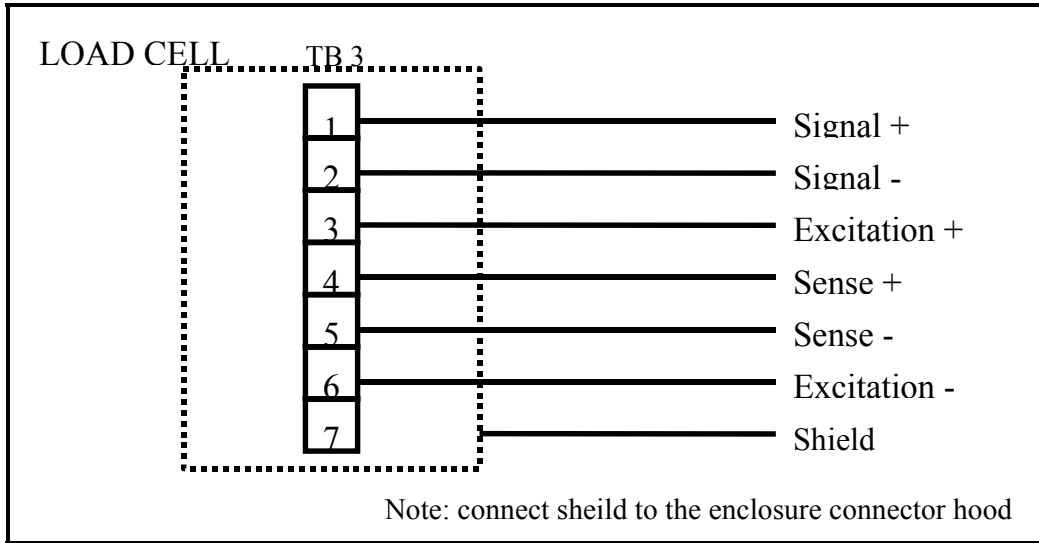 LOAD CELL TB 3
1 Signal +
2 Signal -
3 Excitation +
4 Sense +
5 Sense -
6 Excitation -
7 Shield
Note: connect sheild to the enclosure connector hood